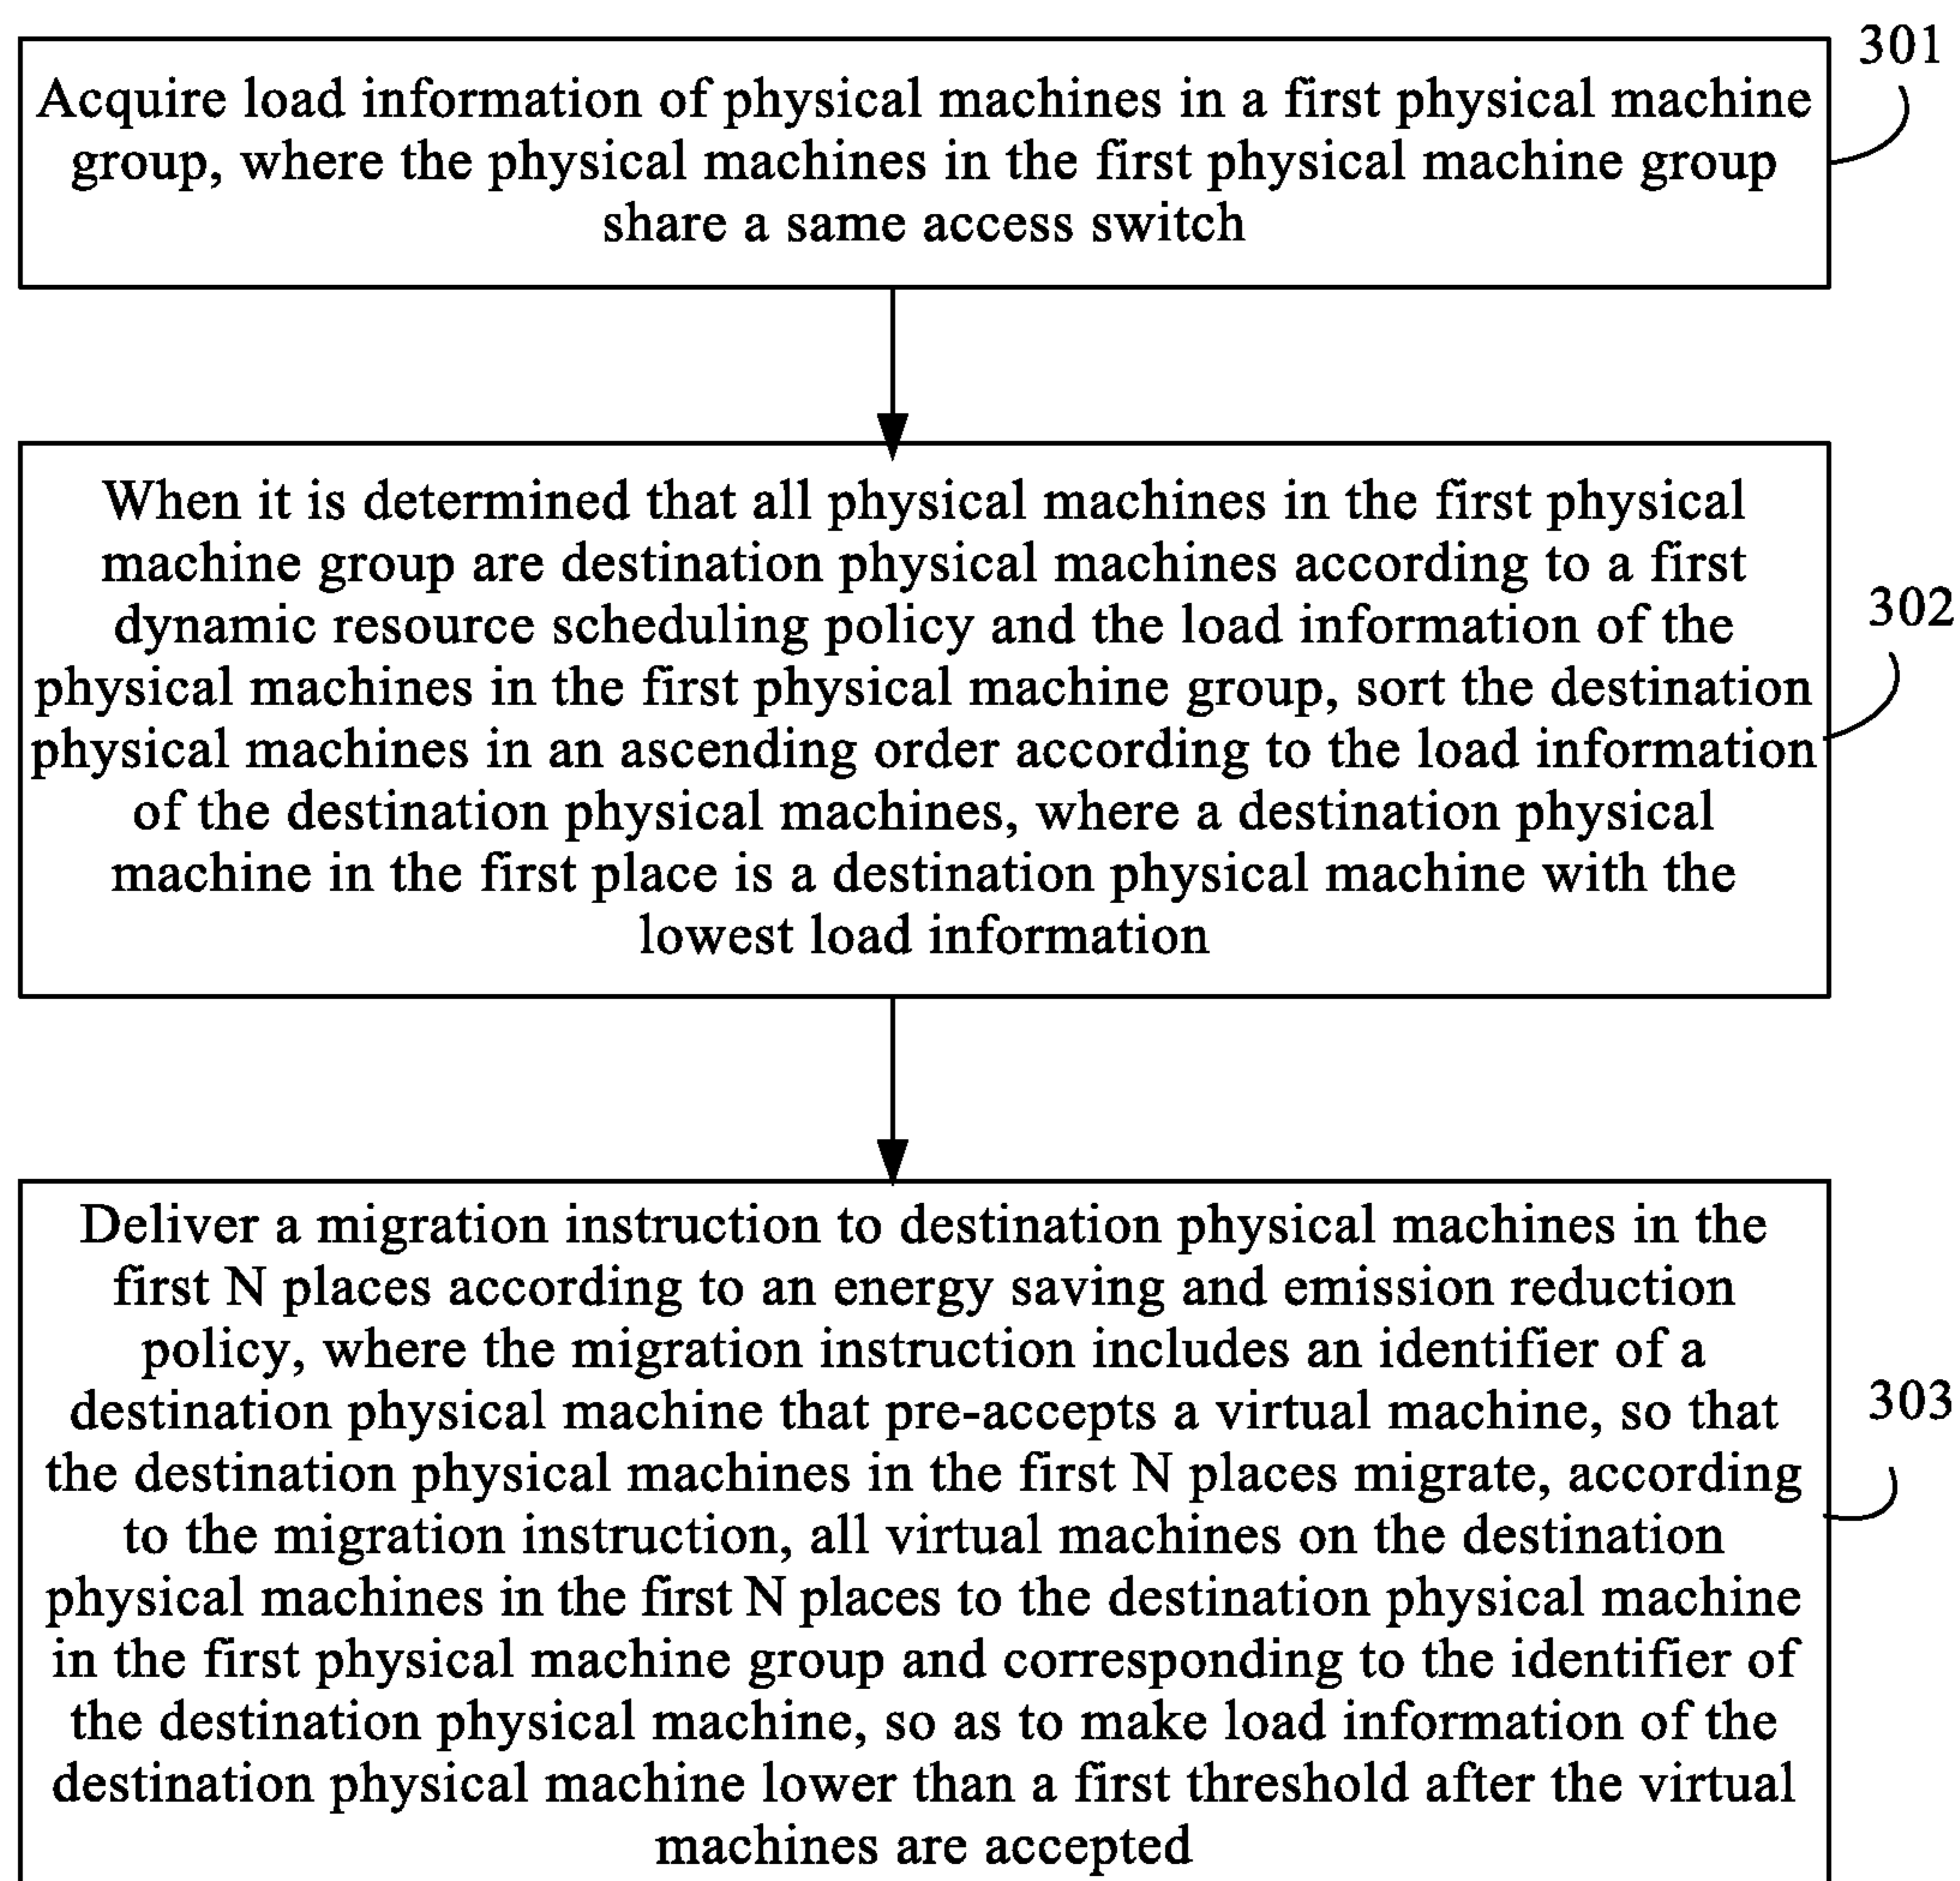 301
Acquire load information of physical machines in a first physical machine
group, where the physical machines in the first physical machine group
share a same access switch
When it is determined that all physical machines in the first physical
machine group are destination physical machines according to a first
dynamic resource scheduling policy and the load information of the
physical machines in the first physical machine group, sort the destination
physical machines in an ascending order according to the load information
of the destination physical machines, where a destination physical
machine in the first place is a destination physical machine with the
lowest load information
302
Deliver a migration instruction to destination physical machines in the
first N places according to an energy saving and emission reduction
policy, where the migration instruction includes an identifier of a
destination physical machine that pre-accepts a virtual machine, so that
the destination physical machines in the first N places migrate, according
to the migration instruction, all virtual machines on the destination
physical machines in the first N places to the destination physical machine
in the first physical machine group and corresponding to the identifier of
the destination physical machine, so as to make load information of the
destination physical machine lower than a first threshold after the virtual
machines are accepted
303